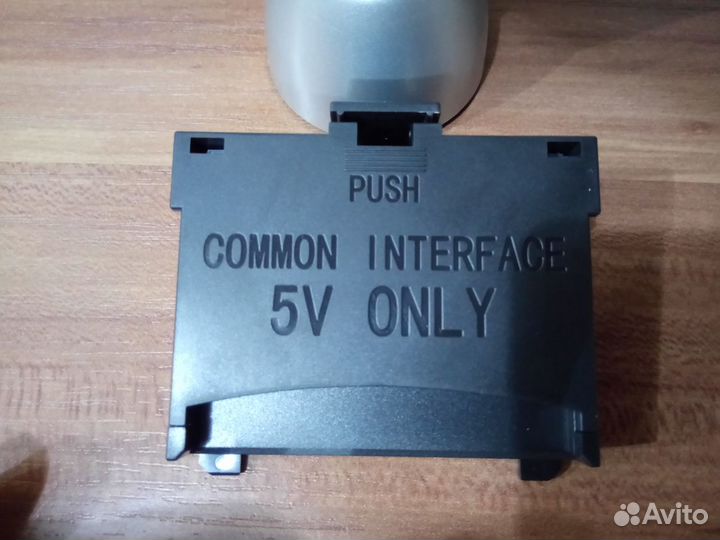 PUSH
COMMON INTERFACE
5V ONLY
Avito